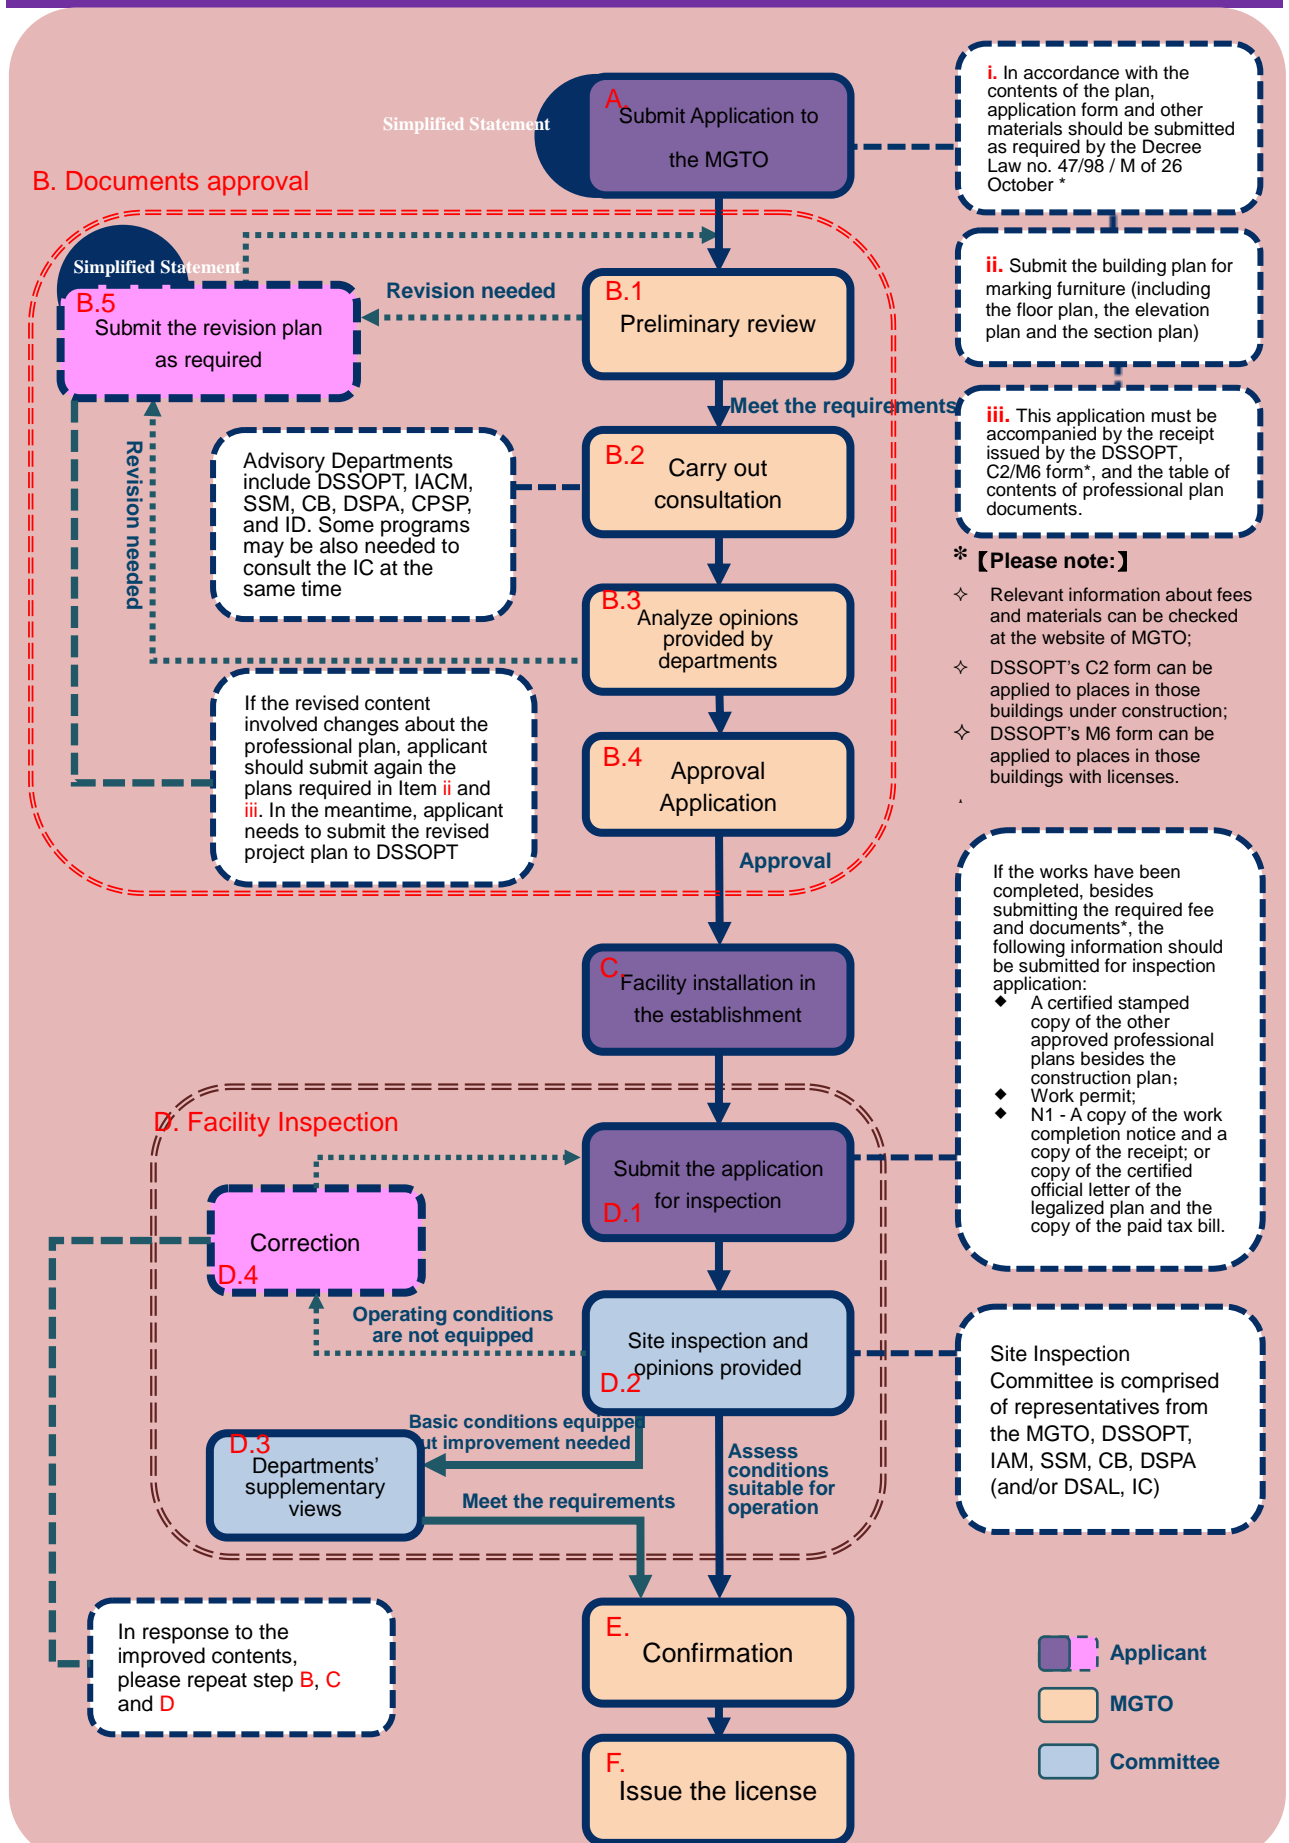 A.
Submit Application to
the MGTO
Simplified Statement
i. In accordance with the
contents of the plan,
application form and other
materials should be submitted
as required by the Decree
Law no. 47/98 / M of 26
October *
B. Documents approval
Simplified Statement
B.5
Submit the revision plan
as required
Revision needed
B.1
Preliminary review
ii. Submit the building plan for
marking furniture (including
the floor plan, the elevation
plan and the section plan)
Meet the requirements
iii. This application must be
accompanied by the receipt
issued by the DSSOPT,
C2/M6 form*, and the table of
contents of professional plan
documents.
Revision needed
Advisory Departments
include DSSOPT, IACM,
SSM, CB, DSPA, CPSP,
and ID. Some programs
may be also needed to
consult the IC at the
same time
B.2
Carry out
consultation
* 【Please note:】
✧ Relevant information about fees
and materials can be checked
at the website of MGTO;
✧ DSSOPT’s C2 form can be
applied to places in those
buildings under construction;
✧ DSSOPT’s M6 form can be
applied to places in those
buildings with licenses.
B.3
Analyze opinions
provided by
departments
If the revised content
involved changes about the
professional plan, applicant
should submit again the
plans required in Item ii and
iii. In the meantime, applicant
needs to submit the revised
project plan to DSSOPT
B.4
Approval
Application
Approval
If the works have been
completed, besides
submitting the required fee
and documents*, the
following information should
be submitted for inspection
application:
◆ A certified stamped
copy of the other
approved professional
plans besides the
construction plan;
◆ Work permit;
◆ N1 - A copy of the work
completion notice and a
copy of the receipt; or
copy of the certified
official letter of the
legalized plan and the
copy of the paid tax bill.
C.
Facility installation in
the establishment
D. Facility Inspection
Submit the application
for inspection
D.1
Correction
D.4
Operating conditions
are not equipped
Site inspection and
opinions provided
D.2
Site Inspection
Committee is comprised
of representatives from
the MGTO, DSSOPT,
IAM, SSM, CB, DSPA
(and/or DSAL, IC)
Basic conditions equipped
ut improvement needed
D.3
Departments’
supplementary
views
Meet the requirements
Assess
conditions
suitable for
operation
In response to the
improved contents,
please repeat step B, C
and D
E.
Confirmation
F.
Issue the license
Applicant
MGTO
Committee